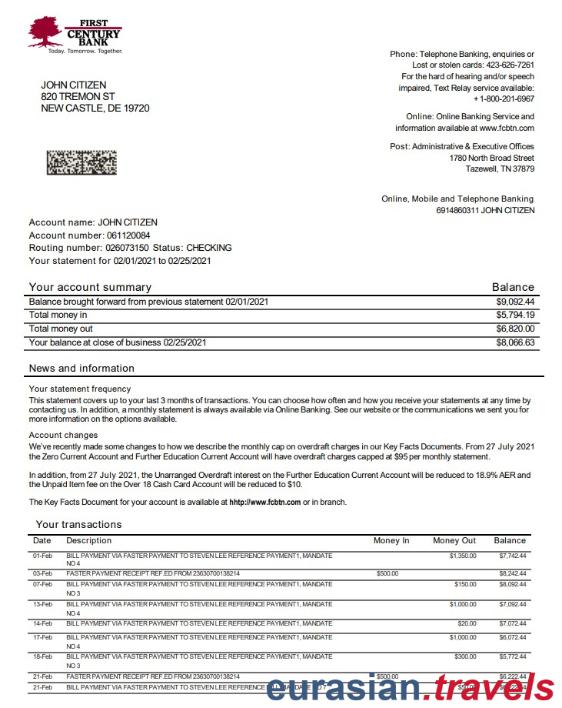 FIRST
CENTURY
BANK
Today. Tomorrow. Together.
Phone: Telephone Banking, enquiries or
Lost or stolen cards: 423-626-7261
For the hard of hearing and/or speech
impaired, Text Relay service available:
+ 1-800-201-6967
Online: Online Banking Service and
information available at www.fcbtn.com
Post: Administrative & Executive Offices
1780 North Broad Street
Tazewell, TN 37879
JOHN CITIZEN
820 TREMON ST
NEW CASTLE, DE 19720
Online, Mobile and Telephone Banking
6914860311 JOHN CITIZEN
Account name: JOHN CITIZEN
Account number: 061120084
Routing number: 026073150 Status: CHECKING
Your statement for 02/01/2021 to 02/25/2021
Your account summary Balance
Balance brought forward from previous statement 02/01/2021 $9,092.44
Total money in $5,794.19
Total money out $6,820.00
Your balance at close of business 02/25/2021 $8,066.63
News and information
Your statement frequency
This statement covers up to your last 3 months of transactions. You can choose how often and how you receive your statements at any time by
contacting us. In addition, a monthly statement is always available via Online Banking. See our website or the communications we sent you for
more information on the options available.
Account changes
We've recently made some changes to how we describe the monthly cap on overdraft charges in our Key Facts Documents. From 27 July 2021
the Zero Current Account and Further Education Current Account will have overdraft charges capped at $95 per monthly statement.
In addition, from 27 July 2021, the Unarranged Overdraft interest on the Further Education Current Account will be reduced to 18.9% AER and
the Unpaid Item fee on the Over 18 Cash Card Account will be reduced to $10.
The Key Facts Document for your account is available at hhtp://www.fcbtn.com or in branch.
Your transactions
Date Description Money In Money Out Balance
01-Feb BILL PAYMENT VIA FASTER PAYMENT TO STEVEN LEE REFERENCE PAYMENT1, MANDATE $1,350.00 $7,742.44
NO 4
03-Feb FASTER PAYMENT RECEIPT REF.ED FROM 23630700138214 $500.00 $8,242.44
07-Feb BILL PAYMENT VIA FASTER PAYMENT TO STEVEN LEE REFERENCE PAYMENT1, MANDATE $150.00 $8,092.44
NO 3
13-Feb BILL PAYMENT VIA FASTER PAYMENT TO STEVEN LEE REFERENCE PAYMENT1, MANDATE $1,000.00 $7,092.44
NO 4
14-Feb BILL PAYMENT VIA FASTER PAYMENT TO STEVEN LEE REFERENCE PAYMENT1, MANDATE $20.00 $7,072.44
17-Feb BILL PAYMENT VIA FASTER PAYMENT TO STEVEN LEE REFERENCE PAYMENT1, MANDATE $1,000.00 $6,072.44
NO 4
18-Feb BILL PAYMENT VIA FASTER PAYMENT TO STEVEN LEE REFERENCE PAYMENT1, MANDATE $300.00 $5,772.44
NO 3
21-Feb FASTER PAYMENT RECEIPT REF.ED FROM 23630700138214 $500.00 $6,222.44
21-Feb BILL PAYMENT VIA FASTER PAYMENT TO STEVEN LEE REFERENCE
eurasian.travels